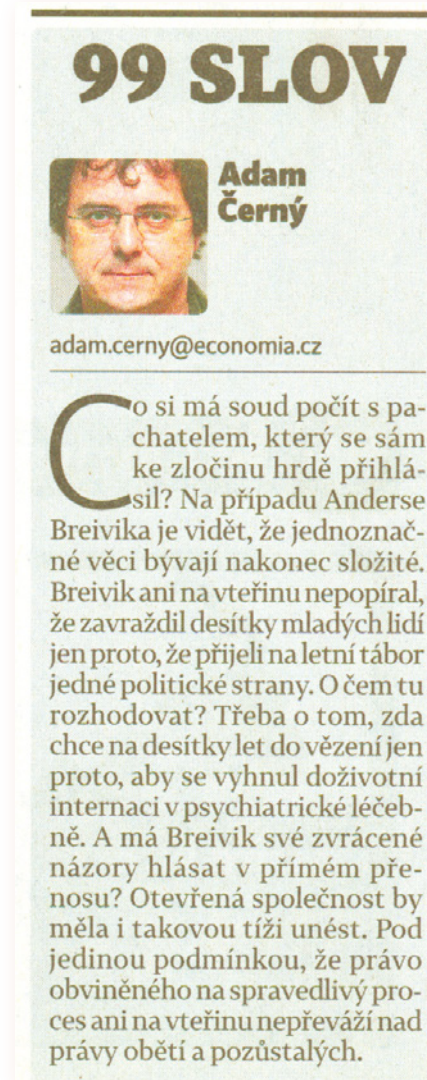 99 SLOV
Adam
Černý
adam.cerny@economia.cz
Co si má soud počít s pa-
chatelem, který se sám
ke zločinu hrdě přihlá-
sil? Na případu Anderse
Breivika je vidět, že jednoznač-
né věci bývají nakonec složité.
Breivik ani na vteřinu nepopíral,
že zavraždil desítky mladých lidí
jen proto, že přijeli na letní tábor
jedné politické strany. O čem tu
rozhodovat? Třeba o tom, zda
chce na desítky let do vězení jen
proto, aby se vyhnul doživotní
internaci v psychiatrické léčeb-
ně. A má Breivik své zvrácené
názory hlásat v přímém pře-
nosu? Otevřená společnost by
měla i takovou tíži unést. Pod
jedinou podmínkou, že právo
obviněného na spravedlivý pro-
ces ani na vteřinu nepřeváží nad
právy obětí a pozůstalých.